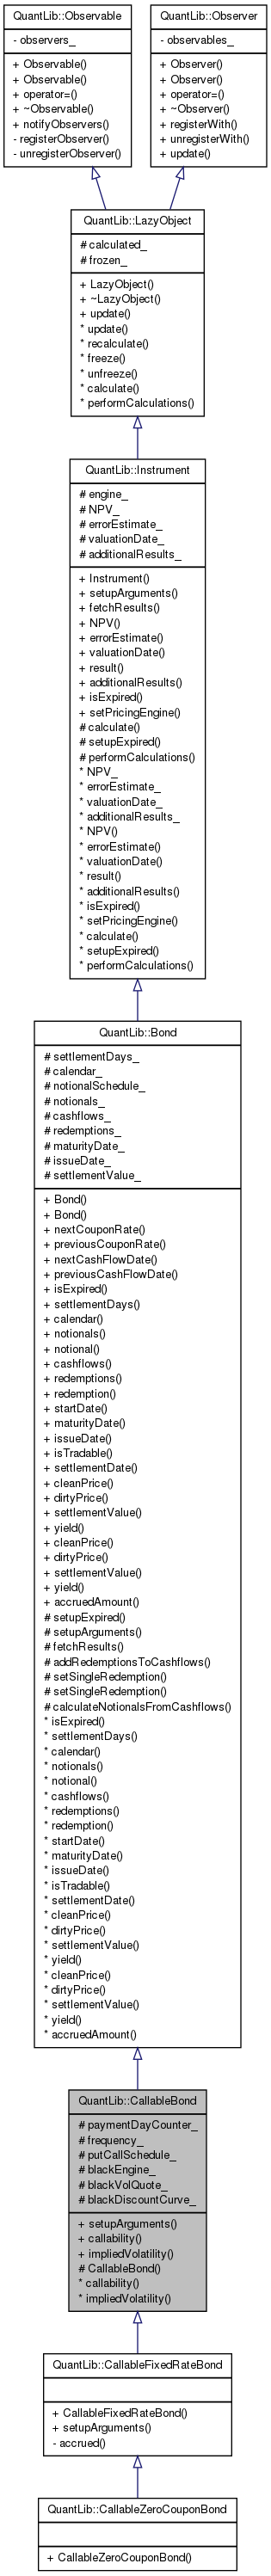 QuantLib::Observable
- observers_
+ Observable()
+ Observable()
+ operator=()
+ ~Observable()
+ notifyObservers()
- registerObserver()
- unregisterObserver()
QuantLib::Observer
- observables_
+ Observer()
+ Observer()
+ operator=()
+ ~Observer()
+ registerWith()
+ unregisterWith()
+ update()
QuantLib::LazyObject
# calculated_
# frozen_
+ LazyObject()
+ ~LazyObject()
+ update()
* update()
* recalculate()
* freeze()
* unfreeze()
* calculate()
* performCalculations()
QuantLib::Instrument
# engine_
# NPV_
# errorEstimate_
# valuationDate_
# additionalResults_
+ Instrument()
+ setupArguments()
+ fetchResults()
+ NPV()
+ errorEstimate()
+ valuationDate()
+ result()
+ additionalResults()
+ isExpired()
+ setPricingEngine()
# calculate()
# setupExpired()
# performCalculations()
* NPV_
* errorEstimate_
* valuationDate_
* additionalResults_
* NPV()
* errorEstimate()
* valuationDate()
* result()
* additionalResults()
* isExpired()
* setPricingEngine()
* calculate()
* setupExpired()
* performCalculations()
QuantLib::Bond
# settlementDays_
# calendar_
# notionalSchedule_
# notionals_
# cashflows_
# redemptions_
# maturityDate_
# issueDate_
# settlementValue_
+ Bond()
+ Bond()
+ nextCouponRate()
+ previousCouponRate()
+ nextCashFlowDate()
+ previousCashFlowDate()
+ isExpired()
+ settlementDays()
+ calendar()
+ notionals()
+ notional()
+ cashflows()
+ redemptions()
+ redemption()
+ startDate()
+ maturityDate()
+ issueDate()
+ isTradable()
+ settlementDate()
+ cleanPrice()
+ dirtyPrice()
+ settlementValue()
+ yield()
+ cleanPrice()
+ dirtyPrice()
+ settlementValue()
+ yield()
+ accruedAmount()
# setupExpired()
# setupArguments()
# fetchResults()
# addRedemptionsToCashflows()
# setSingleRedemption()
# setSingleRedemption()
# calculateNotionalsFromCashflows()
* isExpired()
* settlementDays()
* calendar()
* notionals()
* notional()
* cashflows()
* redemptions()
* redemption()
* startDate()
* maturityDate()
* issueDate()
* isTradable()
* settlementDate()
* cleanPrice()
* dirtyPrice()
* settlementValue()
* yield()
* cleanPrice()
* dirtyPrice()
* settlementValue()
* yield()
* accruedAmount()
QuantLib::CallableBond
# paymentDayCounter_
# frequency_
# putCallSchedule_
# blackEngine_
# blackVolQuote_
# blackDiscountCurve_
+ setupArguments()
+ callability()
+ impliedVolatility()
# CallableBond()
* callability()
* impliedVolatility()
QuantLib::CallableFixedRateBond
+ CallableFixedRateBond()
+ setupArguments()
- accrued()
QuantLib::CallableZeroCouponBond
+ CallableZeroCouponBond()